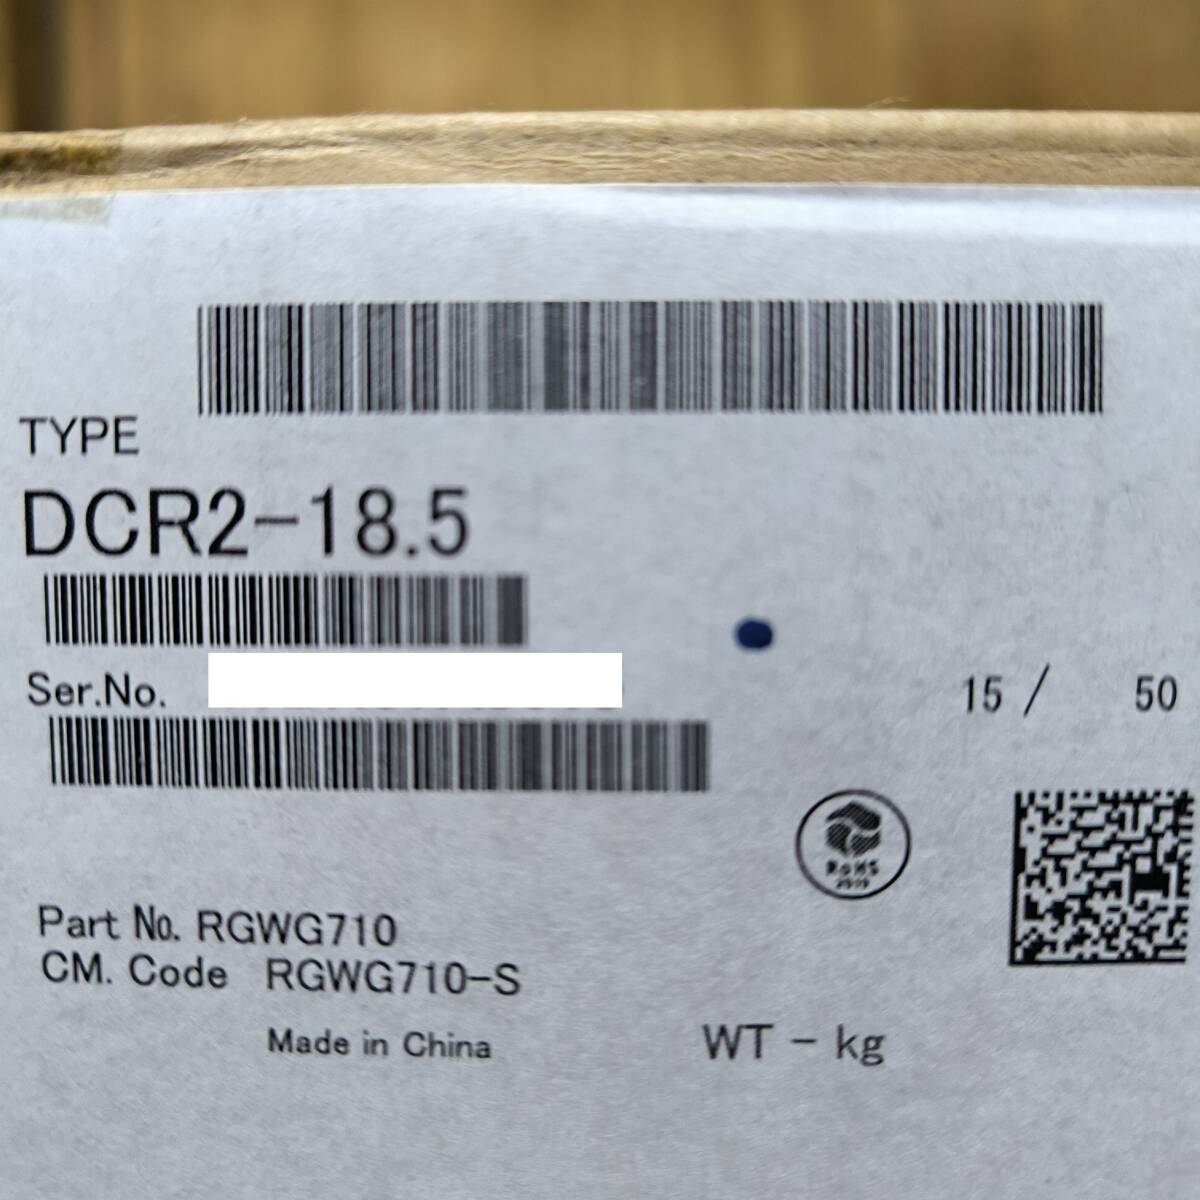 TYPE
DCR2-18.5
Ser.No.
15 / 50
RoHS
Part No. RGWG710
CM. Code RGWG710-S
Made in China
WT - kg